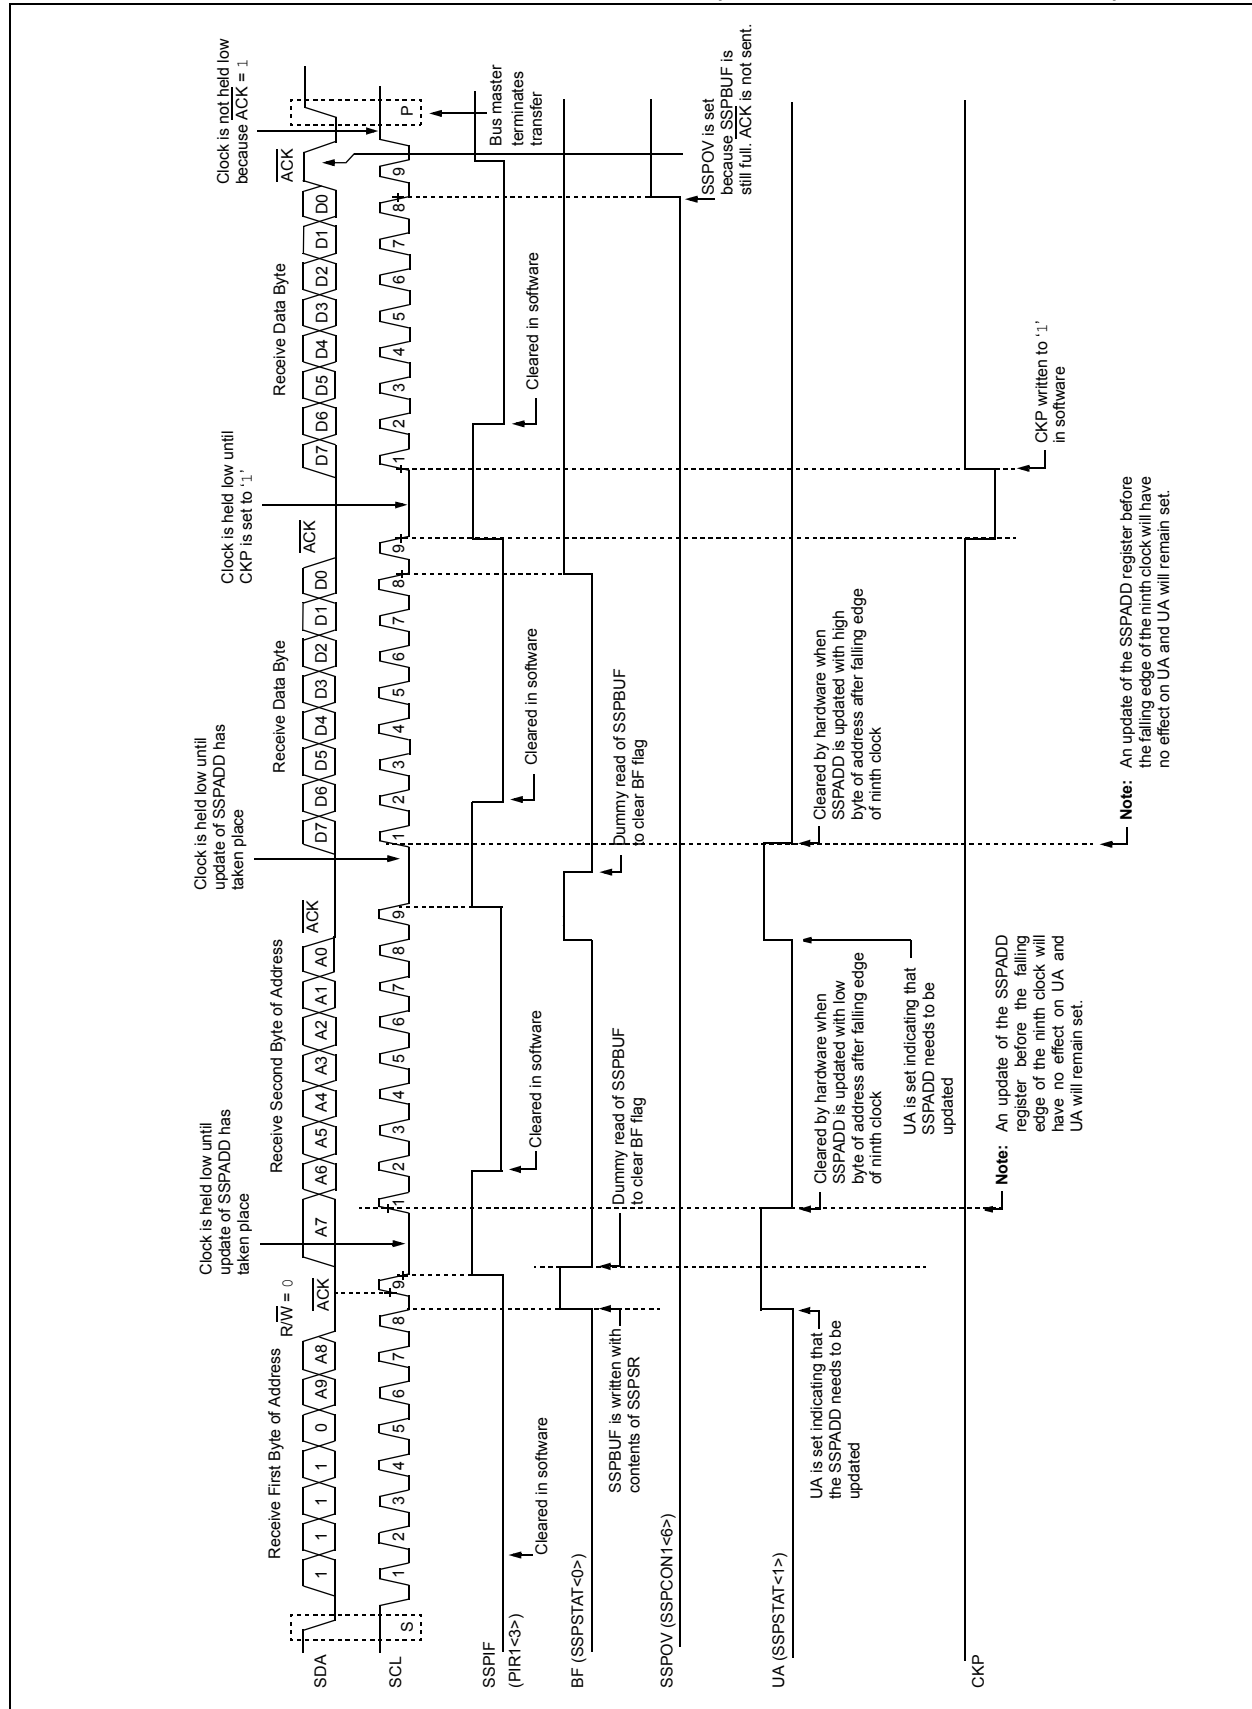 Clock is not held low
because ACK = 1
Clock is held low until
CKP is set to ‘1’
Clock is held low until
update of SSPADD has
taken place
Clock is held low until
update of SSPADD has
taken place
Receive First Byte of Address
R/W = 0
ACK
Receive Second Byte of Address
ACK
Receive Data Byte
ACK
Receive Data Byte
ACK
SDA
1 1 1 1 0 A9 A8
A7 A6 A5 A4 A3 A2 A1 A0
D7 D6 D5 D4 D3 D2 D1 D0
D7 D6 D5 D4 D3 D2 D1 D0
SCL
S
1 2 3 4 5 6 7 8 9
1 2 3 4 5 6 7 8 9
1 2 3 4 5 6 7 8 9
1 2 3 4 5 6 7 8 9
P
Bus master
terminates
transfer
SSPIF
(PIR1<3>)
Cleared in software
Cleared in software
Cleared in software
Cleared in software
BF (SSPSTAT<0>)
SSPBUF is written with
contents of SSPSR
Dummy read of SSPBUF
to clear BF flag
Dummy read of SSPBUF
to clear BF flag
SSPOV (SSPCON1<6>)
SSPOV is set
because SSPBUF is
still full. ACK is not sent.
UA (SSPSTAT<1>)
UA is set indicating that
the SSPADD needs to be
updated
Cleared by hardware when
SSPADD is updated with low
byte of address after falling edge
of ninth clock
UA is set indicating that
SSPADD needs to be
updated
Cleared by hardware when
SSPADD is updated with high
byte of address after falling edge
of ninth clock
CKP
CKP written to ‘1’
in software
Note: An update of the SSPADD
register before the falling
edge of the ninth clock will
have no effect on UA and
UA will remain set.
Note: An update of the SSPADD register before
the falling edge of the ninth clock will have
no effect on UA and UA will remain set.